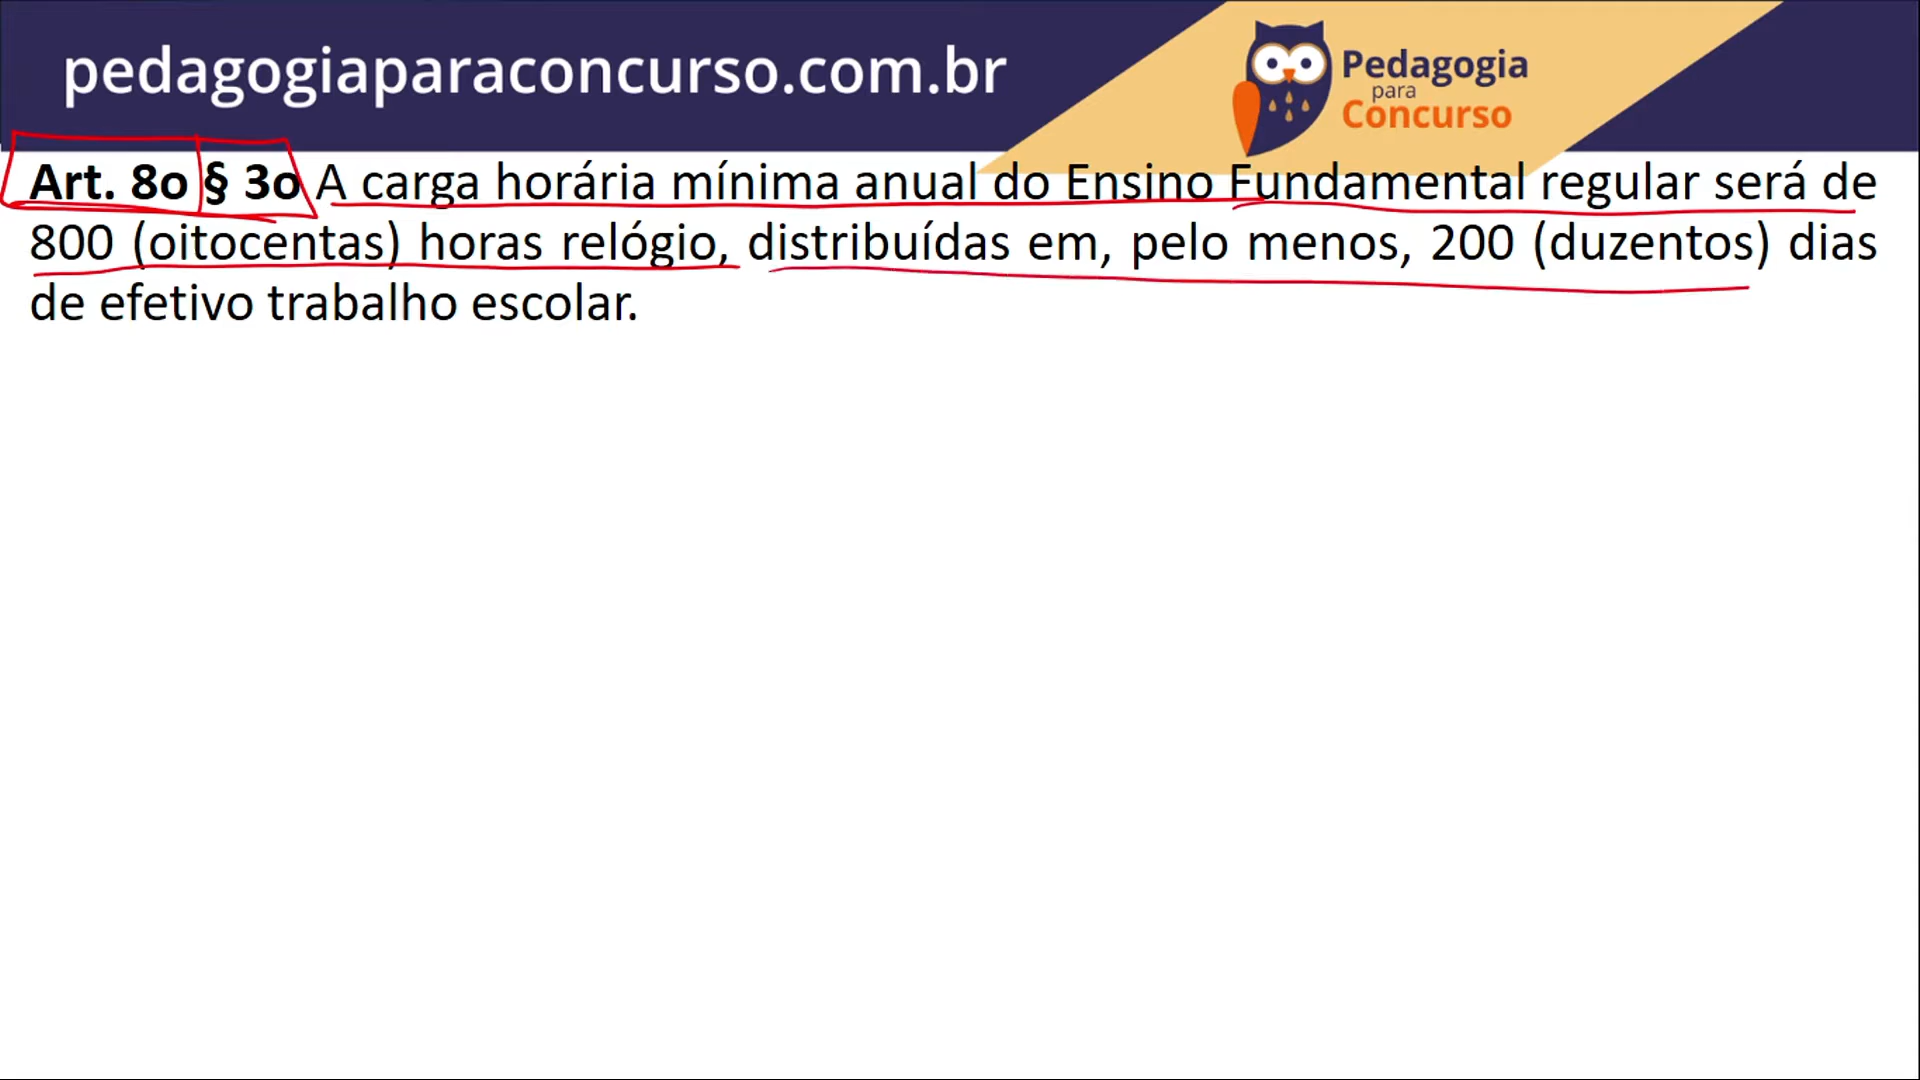 pedagogiaparaconcurso.com.br
Pedagogia
para
Concurso
Art. 8o § 3o A carga horária mínima anual do Ensino Fundamental regular será de
800 (oitocentas) horas relógio, distribuídas em, pelo menos, 200 (duzentos) dias
de efetivo trabalho escolar.